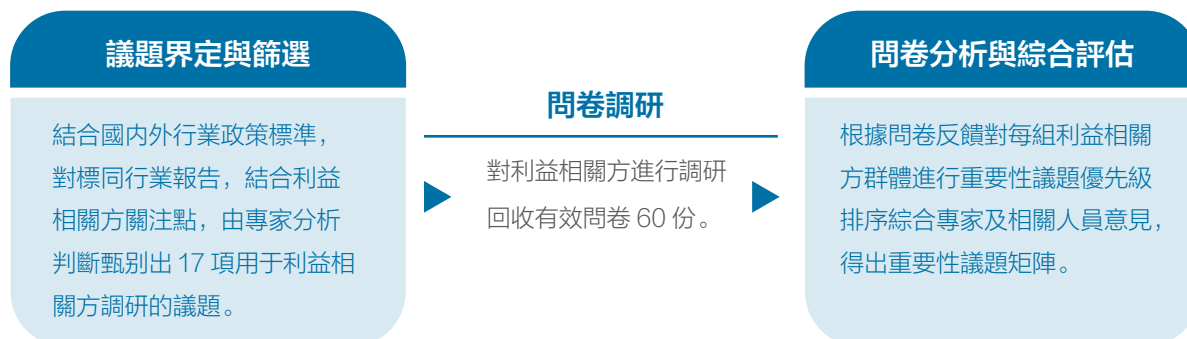 議題界定與篩選
結合國内外行業政策標準，
對標同行業報告，結合利益
相關方關注點，由專家分析
判斷甄别出 17 項用于利益相
關方調研的議題。
問卷調研
對利益相關方進行調研
回收有效問卷 60 份。
問卷分析與綜合評估
根據問卷反饋對每組利益相關
方群體進行重要性議題優先級
排序綜合專家及相關人員意見，
得出重要性議題矩陣。